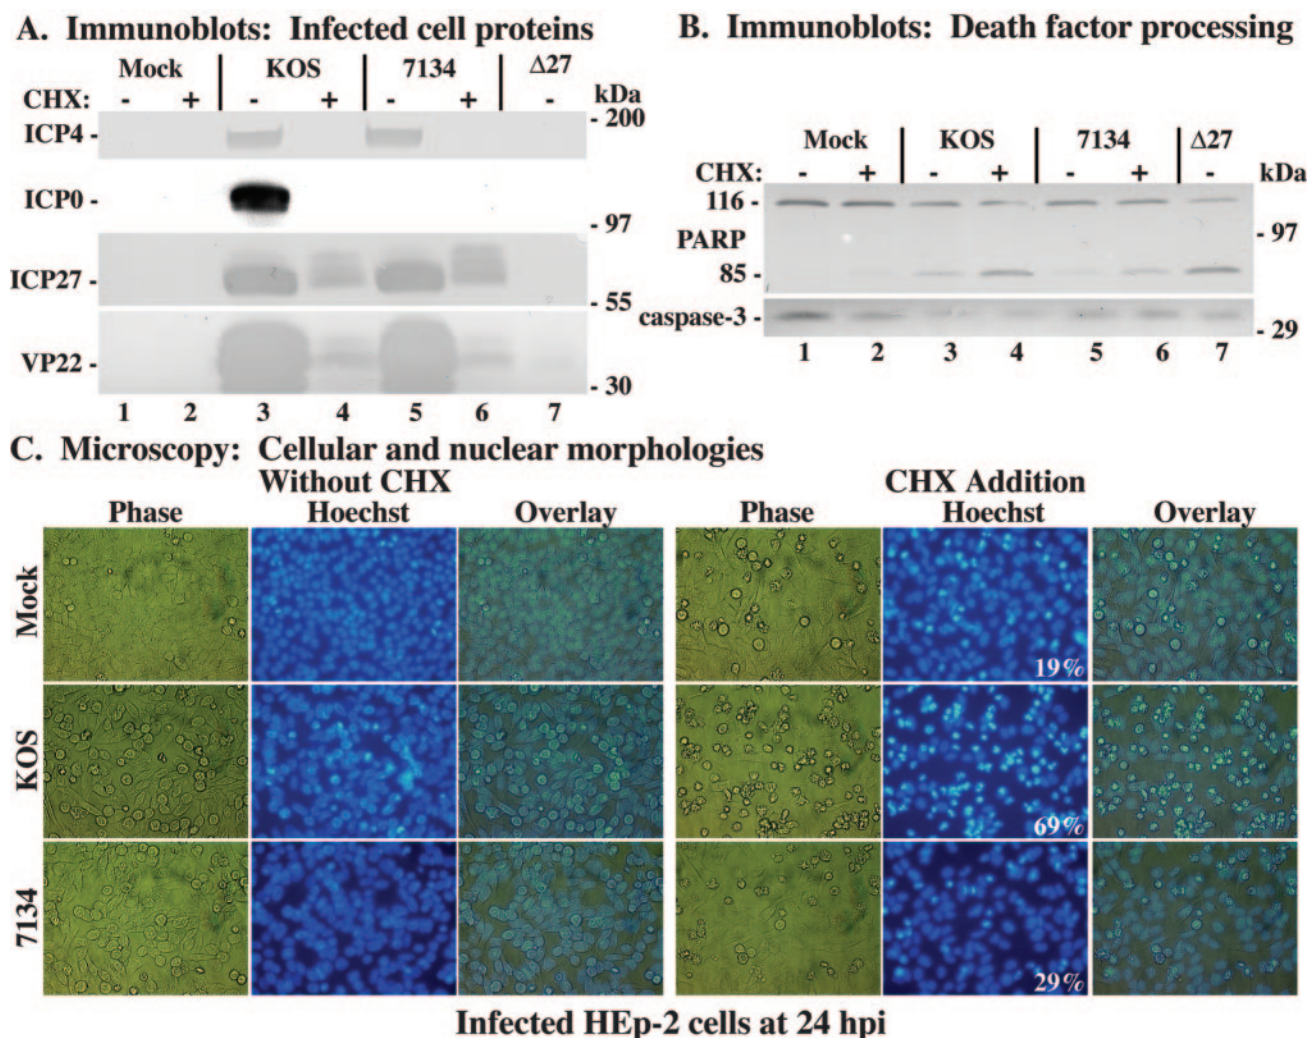 A. Immunoblots: Infected cell proteins
Mock KOS 7134 Δ27
CHX: - + - + - + - kDa
- 200
ICP4 -
ICP0 -
- 97
ICP27 -
- 55
VP22 -
- 30
1 2 3 4 5 6 7
B. Immunoblots: Death factor processing
Mock KOS 7134 Δ27
CHX: - + - + - + - kDa
116 -
- 97
PARP
85 -
caspase-3 -
- 29
1 2 3 4 5 6 7
C. Microscopy: Cellular and nuclear morphologies
Without CHX CHX Addition
Phase Hoechst Overlay Phase Hoechst Overlay
Mock
19%
KOS
69%
7134
29%
Infected HEp-2 cells at 24 hpi